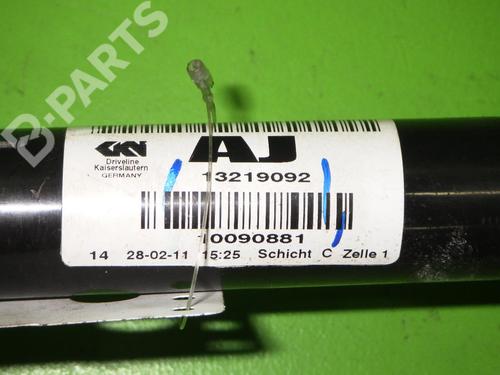 B-PARTS
GKN
Driveline
Kaiserslautern
GERMANY
AJ
13219092
10090881
14 28-02-11 15:25 Schicht C Zelle 1